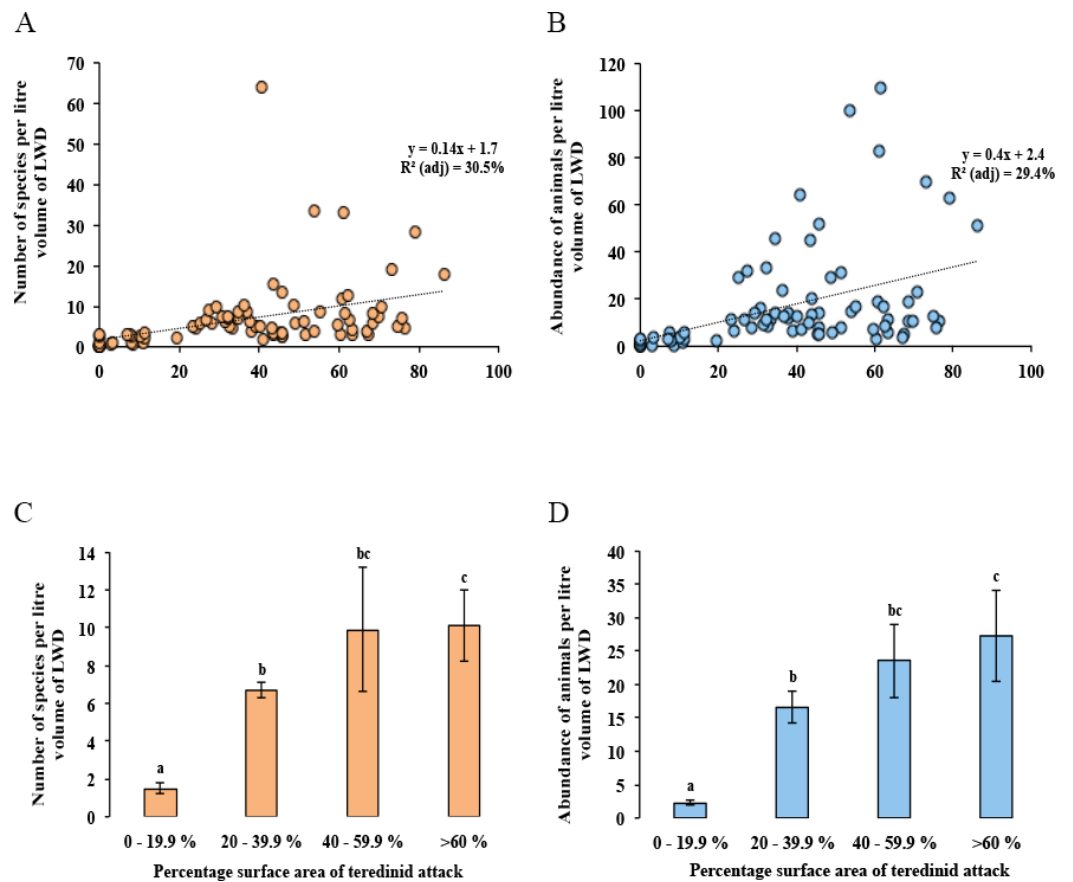 A
Number of species per litre
volume of LWD
70
60
50
40
30
20
10
0
y = 0.14x + 1.7
R² (adj) = 30.5%
0 20 40 60 80 100
B
Abundance of animals per litre
volume of LWD
120
100
80
60
40
20
0
y = 0.4x + 2.4
R² (adj) = 29.4%
0 20 40 60 80 100
C
Number of species per litre
volume of LWD
14
12
10
8
6
4
2
0
a
b
bc
c
0 - 19.9 % 20 - 39.9 % 40 - 59.9 % >60 %
Percentage surface area of teredinid attack
D
Abundance of animals per litre
volume of LWD
40
35
30
25
20
15
10
5
0
a
b
bc
c
0 - 19.9 % 20 - 39.9 % 40 - 59.9 % >60 %
Percentage surface area of teredinid attack